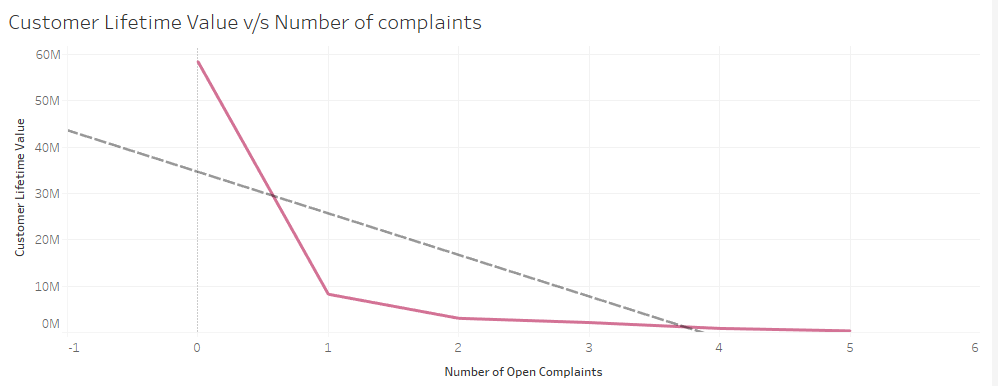 Customer Lifetime Value v/s Number of complaints
60M
50M
40M
30M
20M
10M
0M
Customer Lifetime Value
-1 0 1 2 3 4 5 6
Number of Open Complaints